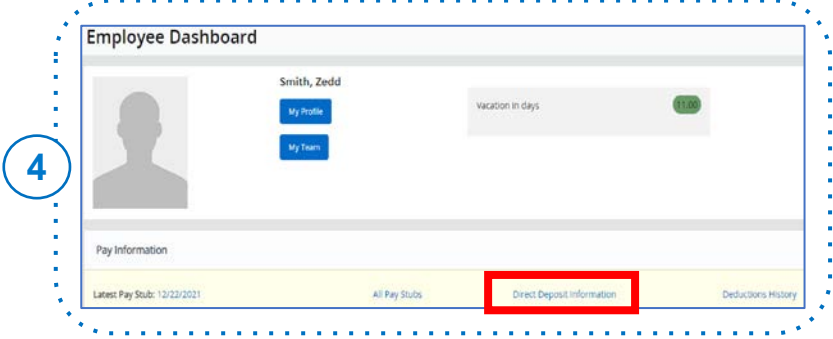 Employee Dashboard
Smith, Zedd
My Profile
Vacation in days 11.00
My Team
4
Pay Information
Latest Pay Stub: 12/22/2021 All Pay Stubs Direct Deposit Information Deductions History